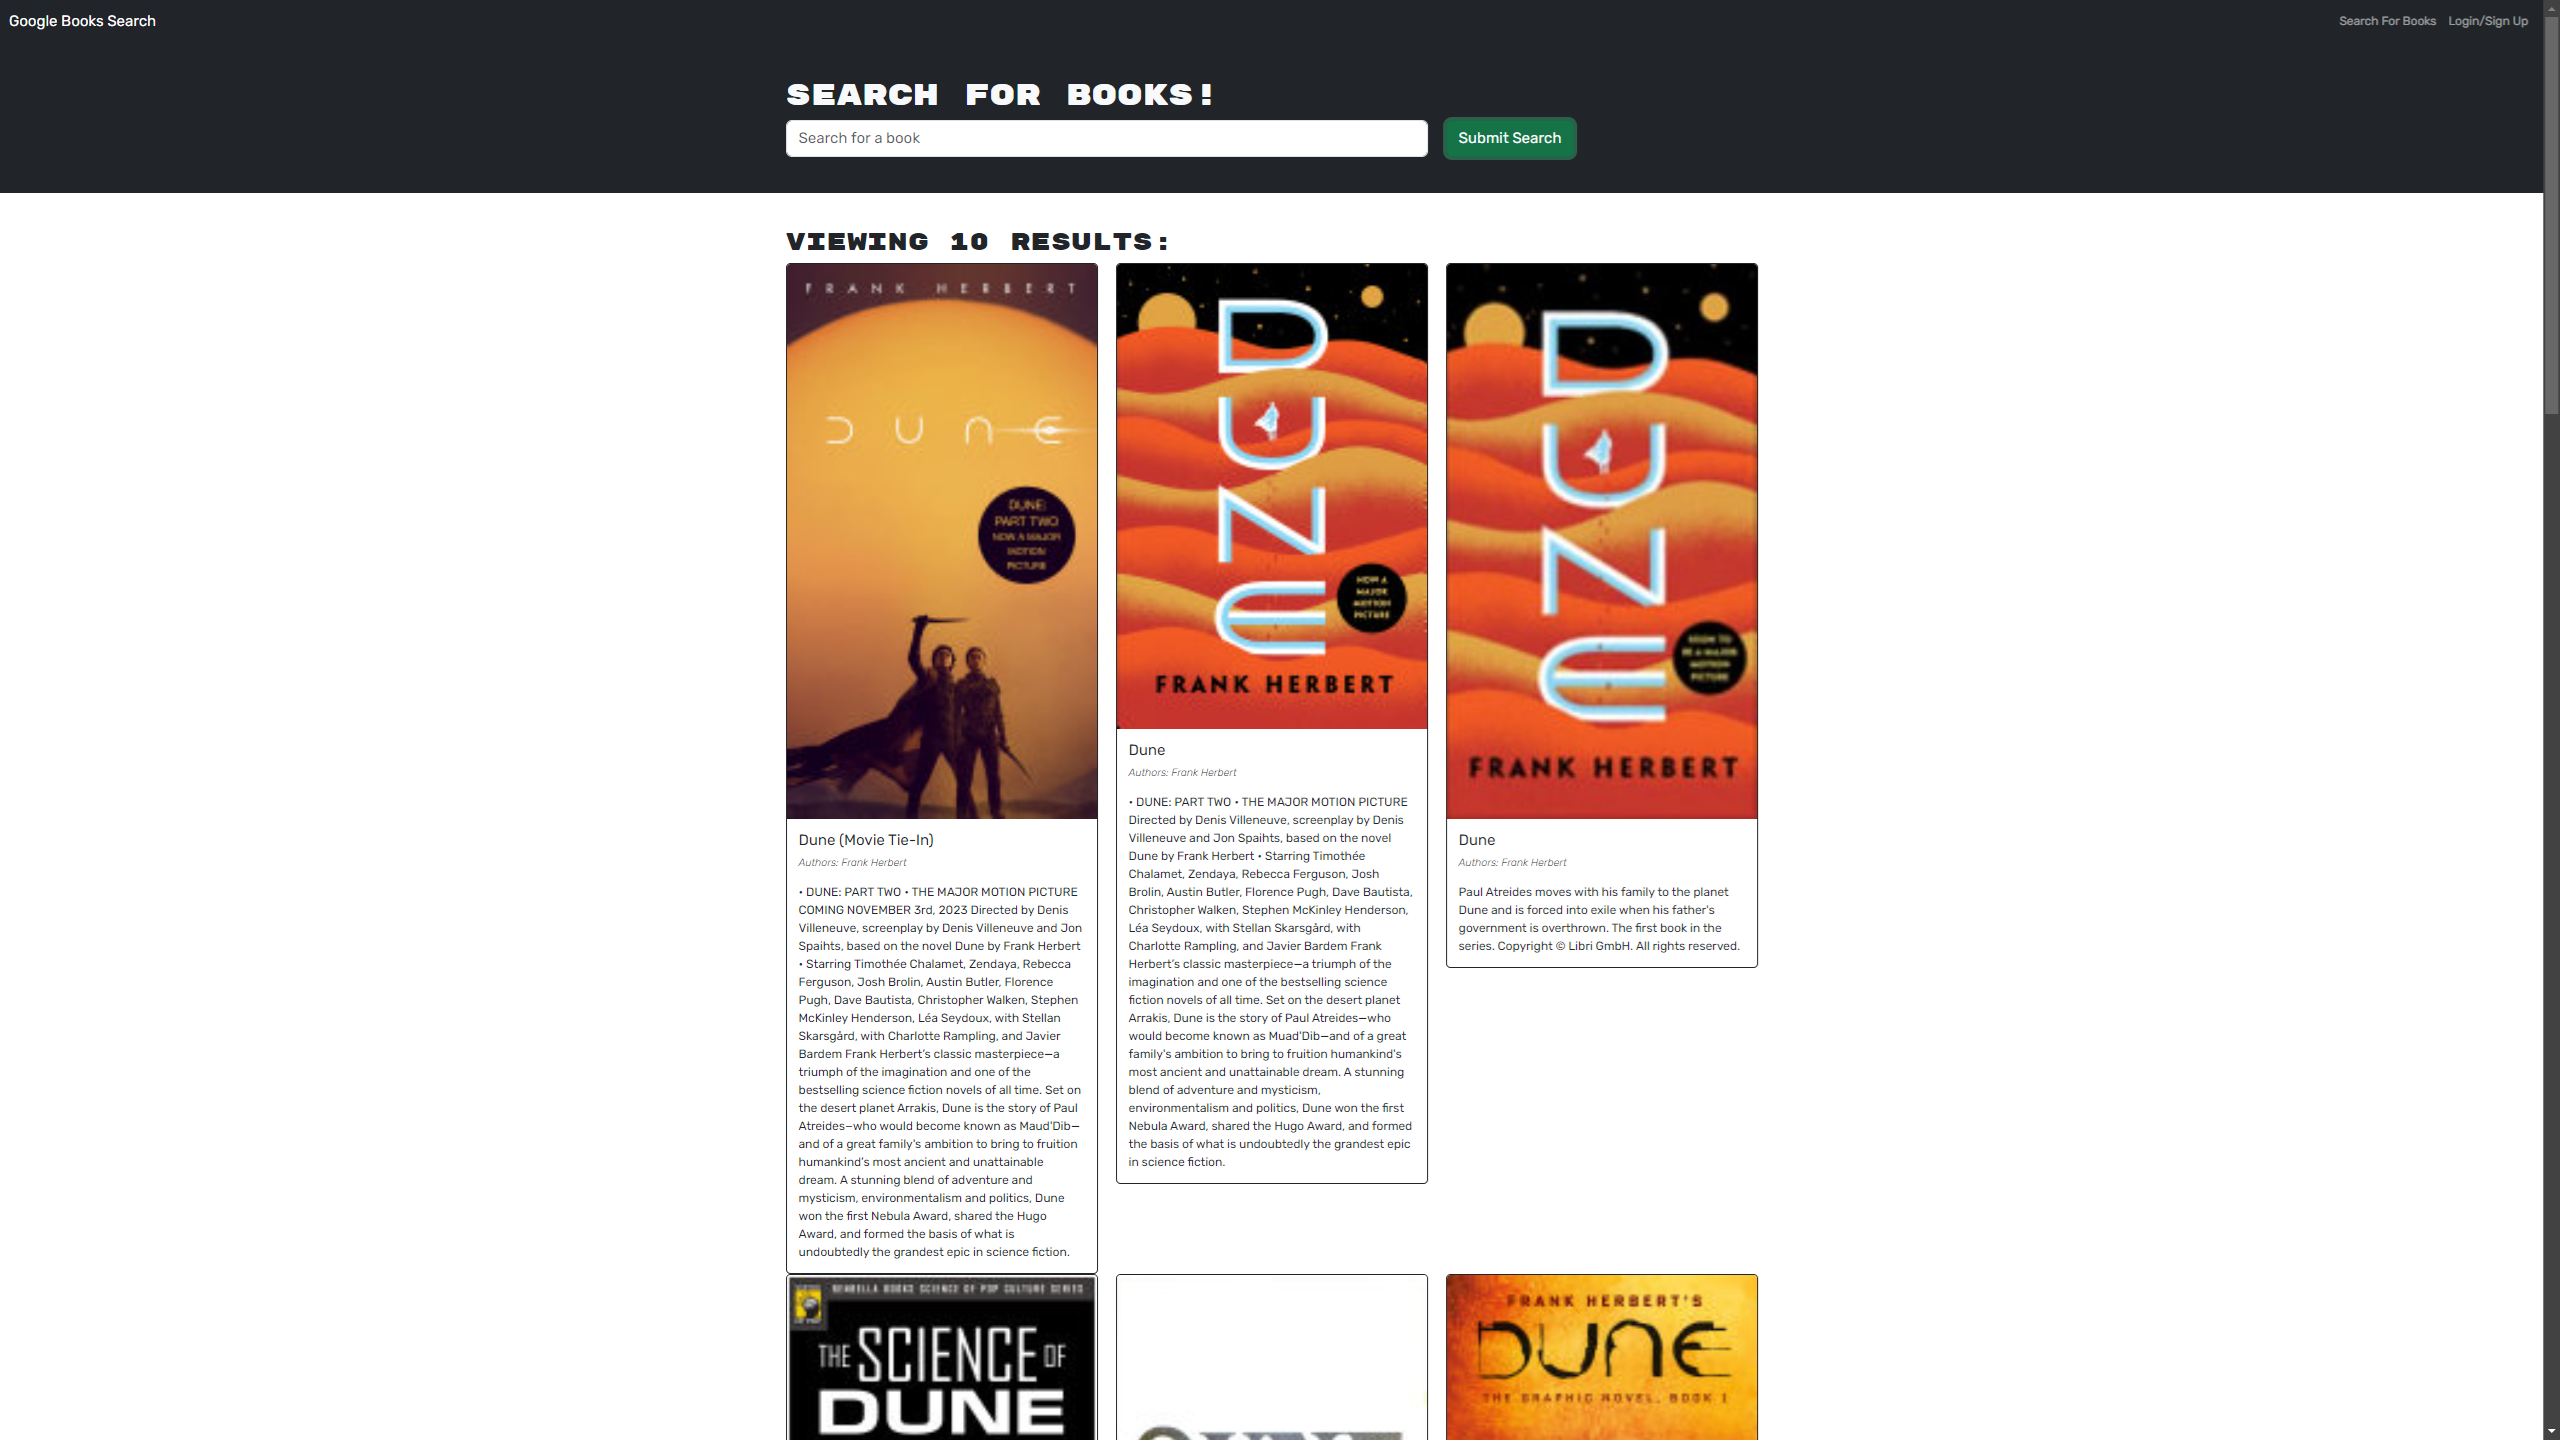 Google Books Search
Search For Books
Login/Sign Up
SEARCH FOR BOOKS!
Search for a book
Submit Search
VIEWING 10 RESULTS:
FRANK HERBERT
DUNE
DUNE:
PART TWO
NOW A MAJOR
MOTION
PICTURE
Dune (Movie Tie-In)
Authors: Frank Herbert
• DUNE: PART TWO • THE MAJOR MOTION PICTURE
COMING NOVEMBER 3rd, 2023 Directed by Denis
Villeneuve, screenplay by Denis Villeneuve and Jon
Spaihts, based on the novel Dune by Frank Herbert
• Starring Timothée Chalamet, Zendaya, Rebecca
Ferguson, Josh Brolin, Austin Butler, Florence
Pugh, Dave Bautista, Christopher Walken, Stephen
McKinley Henderson, Léa Seydoux, with Stellan
Skarsgård, with Charlotte Rampling, and Javier
Bardem Frank Herbert's classic masterpiece—a
triumph of the imagination and one of the
bestselling science fiction novels of all time. Set on
the desert planet Arrakis, Dune is the story of Paul
Atreides−who would become known as Maud'Dib—
and of a great family's ambition to bring to fruition
humankind's most ancient and unattainable
dream. A stunning blend of adventure and
mysticism, environmentalism and politics, Dune
won the first Nebula Award, shared the Hugo
Award, and formed the basis of what is
undoubtedly the grandest epic in science fiction.
DUNE
NOW A
MAJOR
MOTION
PICTURE
FRANK HERBERT
Dune
Authors: Frank Herbert
• DUNE: PART TWO • THE MAJOR MOTION PICTURE
Directed by Denis Villeneuve, screenplay by Denis
Villeneuve and Jon Spaihts, based on the novel
Dune by Frank Herbert • Starring Timothée
Chalamet, Zendaya, Rebecca Ferguson, Josh
Brolin, Austin Butler, Florence Pugh, Dave Bautista,
Christopher Walken, Stephen McKinley Henderson,
Léa Seydoux, with Stellan Skarsgård, with
Charlotte Rampling, and Javier Bardem Frank
Herbert's classic masterpiece—a triumph of the
imagination and one of the bestselling science
fiction novels of all time. Set on the desert planet
Arrakis, Dune is the story of Paul Atreides—who
would become known as Muad'Dib—and of a great
family's ambition to bring to fruition humankind's
most ancient and unattainable dream. A stunning
blend of adventure and mysticism,
environmentalism and politics, Dune won the first
Nebula Award, shared the Hugo Award, and formed
the basis of what is undoubtedly the grandest epic
in science fiction.
DUNE
SOON TO
BE A MAJOR
MOTION
PICTURE
FRANK HERBERT
Dune
Authors: Frank Herbert
Paul Atreides moves with his family to the planet
Dune and is forced into exile when his father's
government is overthrown. The first book in the
series. Copyright © Libri GmbH. All rights reserved.
BENBELLA BOOKS SCIENCE OF POP CULTURE SERIES
THE SCIENCE OF
DUNE
FRANK HERBERT'S
DUNE
THE GRAPHIC NOVEL, BOOK 1